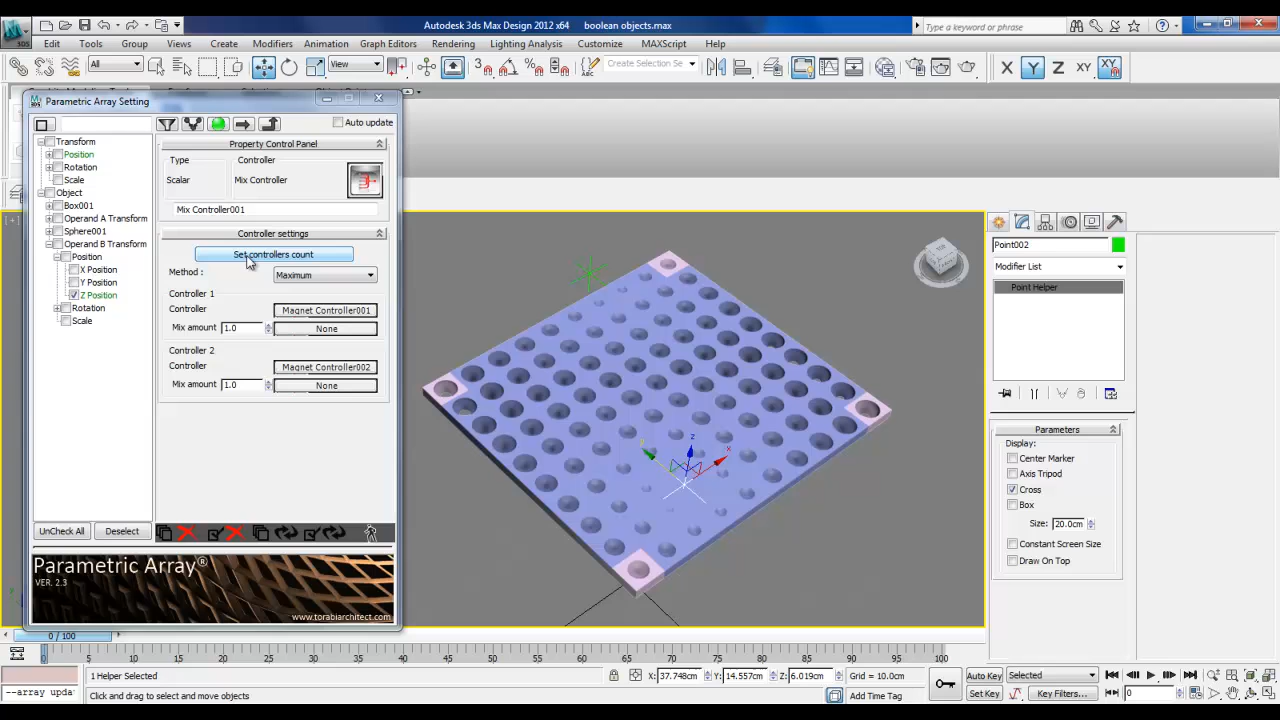 Autodesk 3ds Max Design 2012 x64 boolean objects.max
Type a keyword or phrase
Edit Tools Group Views Create Modifiers Animation Graph Editors Rendering Lighting Analysis Customize MAXScript Help
All View Create Selection Se X Y Z XY XY
Parametric Array Setting
Auto update
Transform
Position
Rotation
Scale
Object
Box001
Operand A Transform
Sphere001
Operand B Transform
Position
X Position
Y Position
Z Position
Rotation
Scale
UnCheck All Deselect
Property Control Panel
Type Controller
Scalar Mix Controller
Mix Controller001
Controller settings
Set controllers count
Method : Maximum
Controller 1
Controller Magnet Controller001
Mix amount 1.0 None
Controller 2
Controller Magnet Controller002
Mix amount 1.0 None
Parametric Array®
VER. 2.3
www.torabiarchitect.com
z
x
Point002
Modifier List
Point Helper
Parameters
Display:
Center Marker
Axis Tripod
Cross
Box
Size: 20.0cm
Constant Screen Size
Draw On Top
0 / 100
0 5 10 15 20 25 30 35 40 45 50 55 60 65 70 75 80 85 90 95 100
1 Helper Selected X: 37.748cm Y: 14.557cm Z: 6.019cm Grid = 10.0cm Auto Key Selected
--array upda Click and drag to select and move objects Add Time Tag Set Key Key Filters... 0